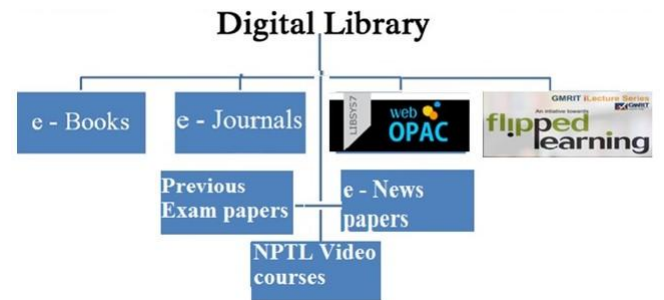 Digital Library
e - Books
e - Journals
LIBSYS7
web
OPAC
GMRIT iLecture Series
An initiative towards
GMRIT
flipped
learning
Previous
Exam papers
e - News
papers
NPTL Video
courses